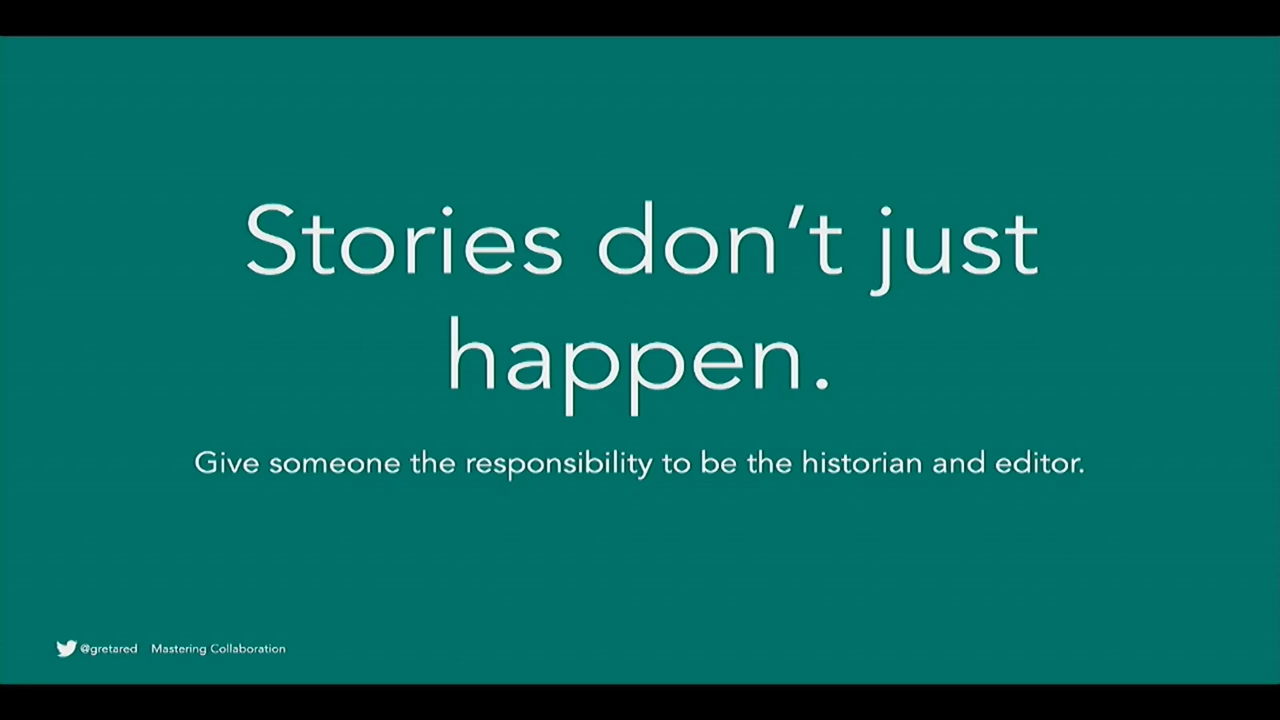 Stories don’t just
happen.
Give someone the responsibility to be the historian and editor.
@gretared Mastering Collaboration